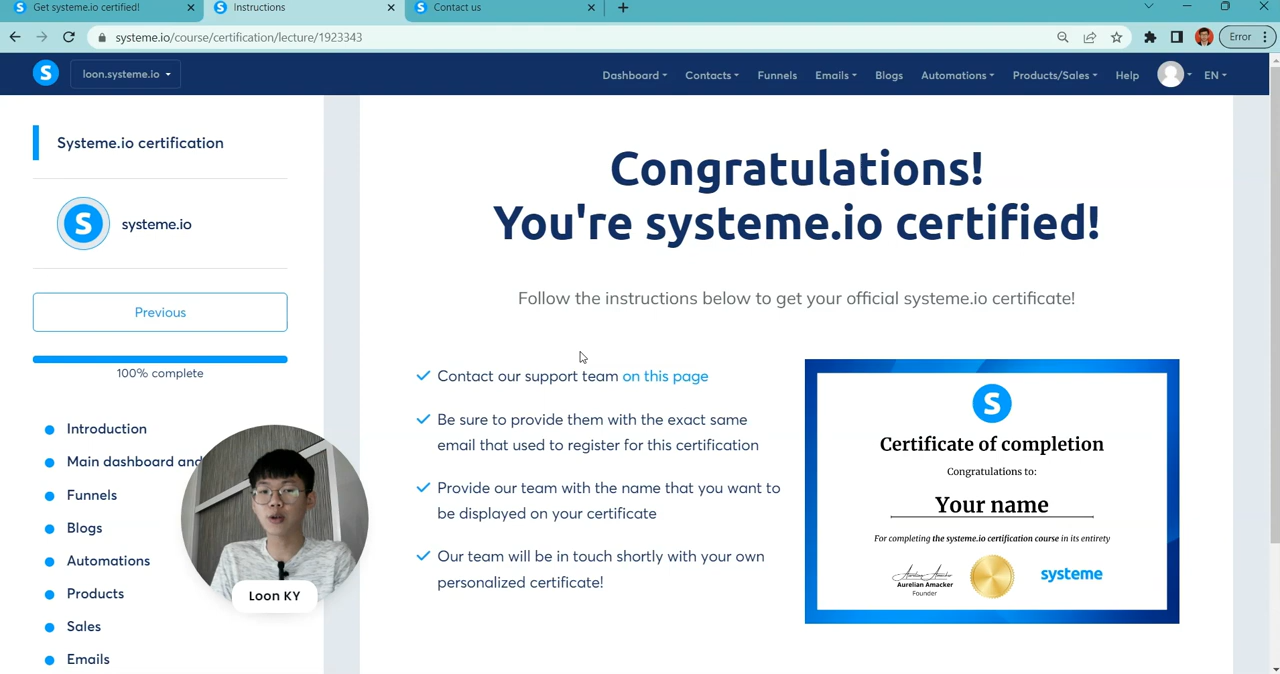 Get systeme.io certified!
Instructions
Contact us
systeme.io/course/certification/lecture/1923343
Error
S
loon.systeme.io
Dashboard
Contacts
Funnels
Emails
Blogs
Automations
Products/Sales
Help
EN
Systeme.io certification
S
systeme.io
Previous
100% complete
Introduction
Main dashboard and
Funnels
Blogs
Automations
Products
Sales
Emails
Loon KY
Congratulations!
You're systeme.io certified!
Follow the instructions below to get your official systeme.io certificate!
Contact our support team on this page
Be sure to provide them with the exact same
email that used to register for this certification
Provide our team with the name that you want to
be displayed on your certificate
Our team will be in touch shortly with your own
personalized certificate!
S
Certificate of completion
Congratulations to:
Your name
For completing the systeme.io certification course in its entirety
Aurelian Amacker
Founder
systeme